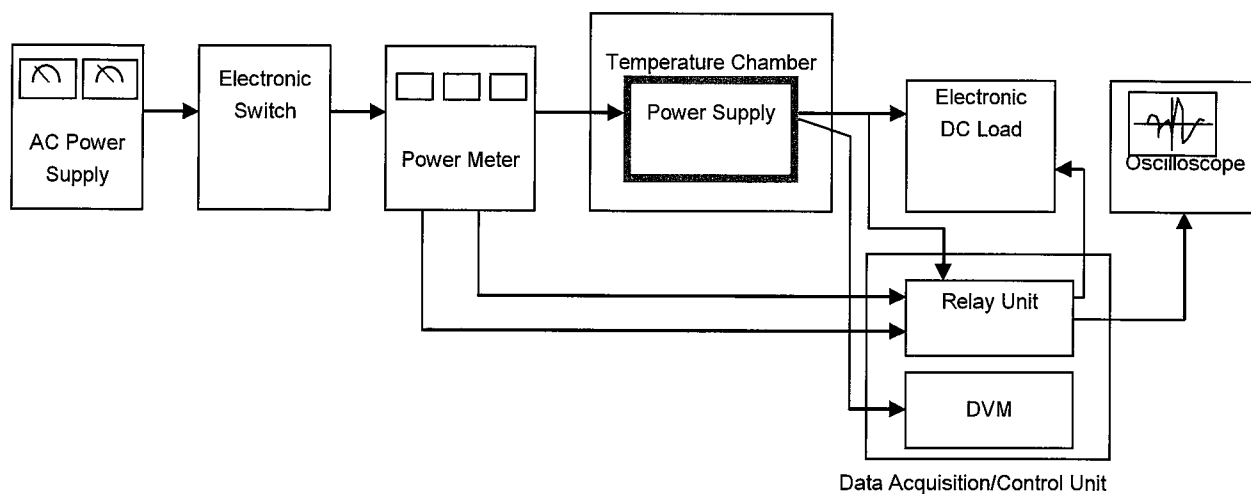 AC Power
Supply
Electronic
Switch
Power Meter
Temperature Chamber
Power Supply
Electronic
DC Load
Oscilloscope
Relay Unit
DVM
Data Acquisition/Control Unit